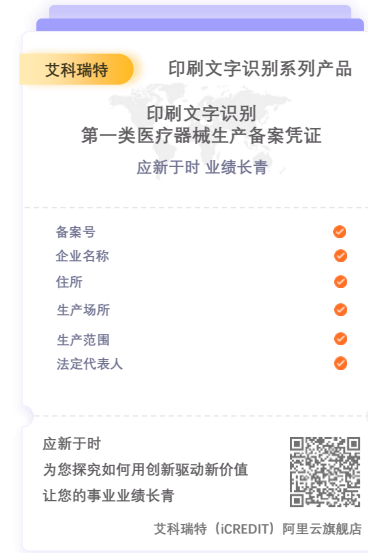 艾科瑞特
印刷文字识别系列产品
印刷文字识别
第一类医疗器械生产备案凭证
应新于时 业绩长青
备案号
企业名称
住所
生产场所
生产范围
法定代表人
应新于时
为您探究如何用创新驱动新价值
让您的事业业绩长青
艾科瑞特（iCREDIT）阿里云旗舰店